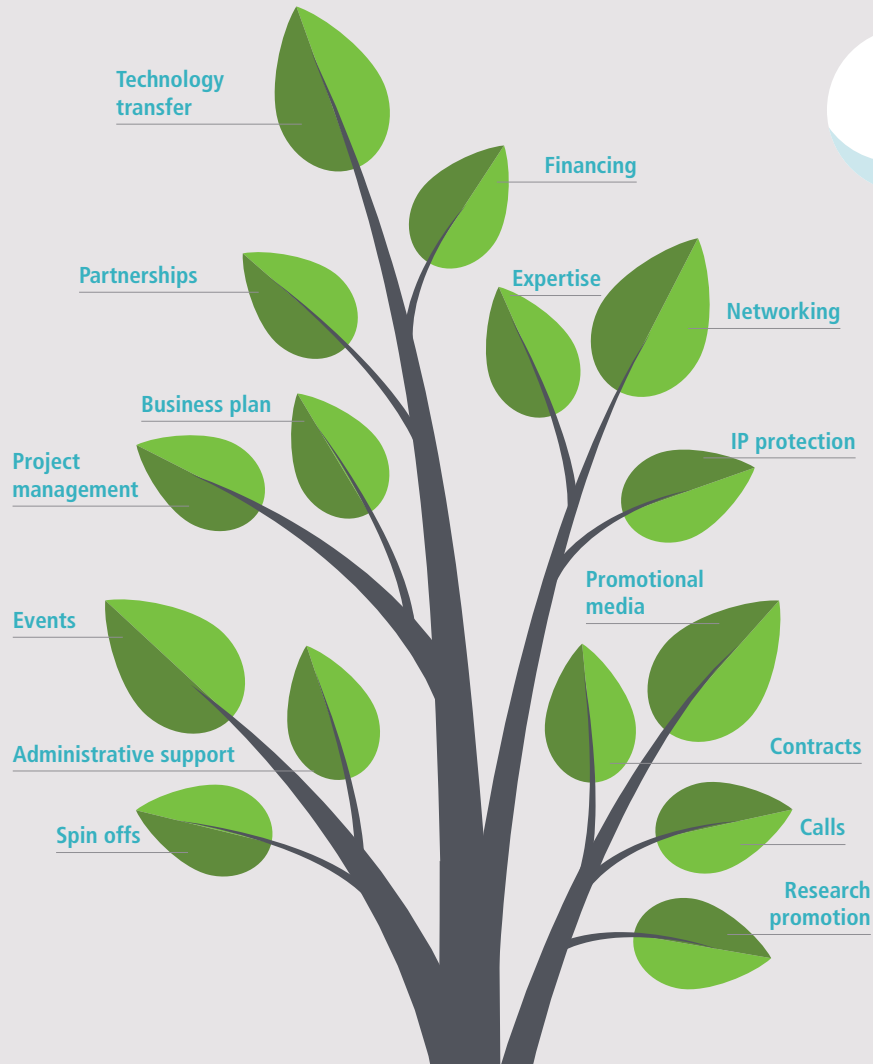 Technology
transfer
Financing
Partnerships
Expertise
Networking
Business plan
IP protection
Project
management
Promotional
media
Events
Contracts
Administrative support
Calls
Spin offs
Research
promotion